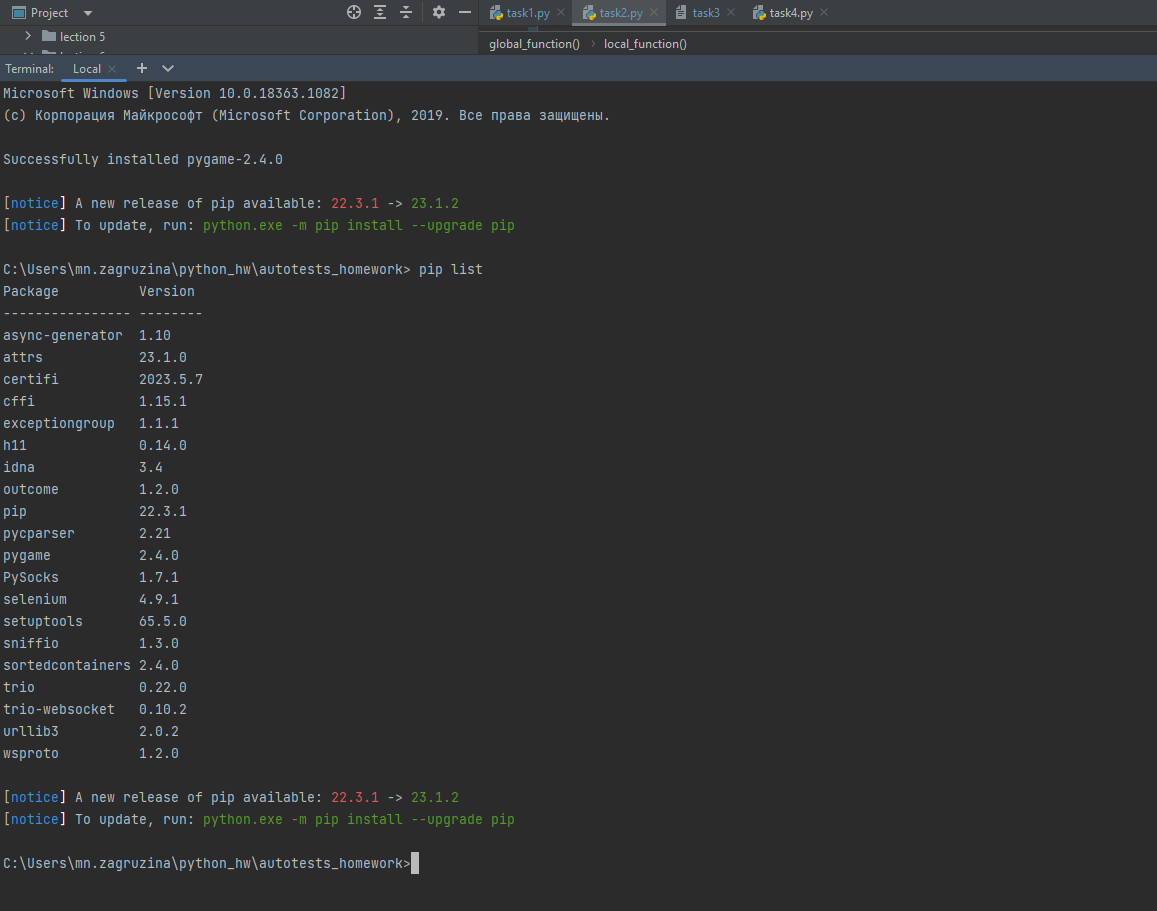 Project
task1.py
task2.py
task3
task4.py
lection 5
global_function() local_function()
Terminal: Local
Microsoft Windows [Version 10.0.18363.1082]
(c) Корпорация Майкрософт (Microsoft Corporation), 2019. Все права защищены.
Successfully installed pygame-2.4.0
[notice] A new release of pip available: 22.3.1 -> 23.1.2
[notice] To update, run: python.exe -m pip install --upgrade pip
C:\Users\mn.zagruzina\python_hw\autotests_homework> pip list
Package Version
---------------- --------
async-generator 1.10
attrs 23.1.0
certifi 2023.5.7
cffi 1.15.1
exceptiongroup 1.1.1
h11 0.14.0
idna 3.4
outcome 1.2.0
pip 22.3.1
pycparser 2.21
pygame 2.4.0
PySocks 1.7.1
selenium 4.9.1
setuptools 65.5.0
sniffio 1.3.0
sortedcontainers 2.4.0
trio 0.22.0
trio-websocket 0.10.2
urllib3 2.0.2
wsproto 1.2.0
[notice] A new release of pip available: 22.3.1 -> 23.1.2
[notice] To update, run: python.exe -m pip install --upgrade pip
C:\Users\mn.zagruzina\python_hw\autotests_homework>